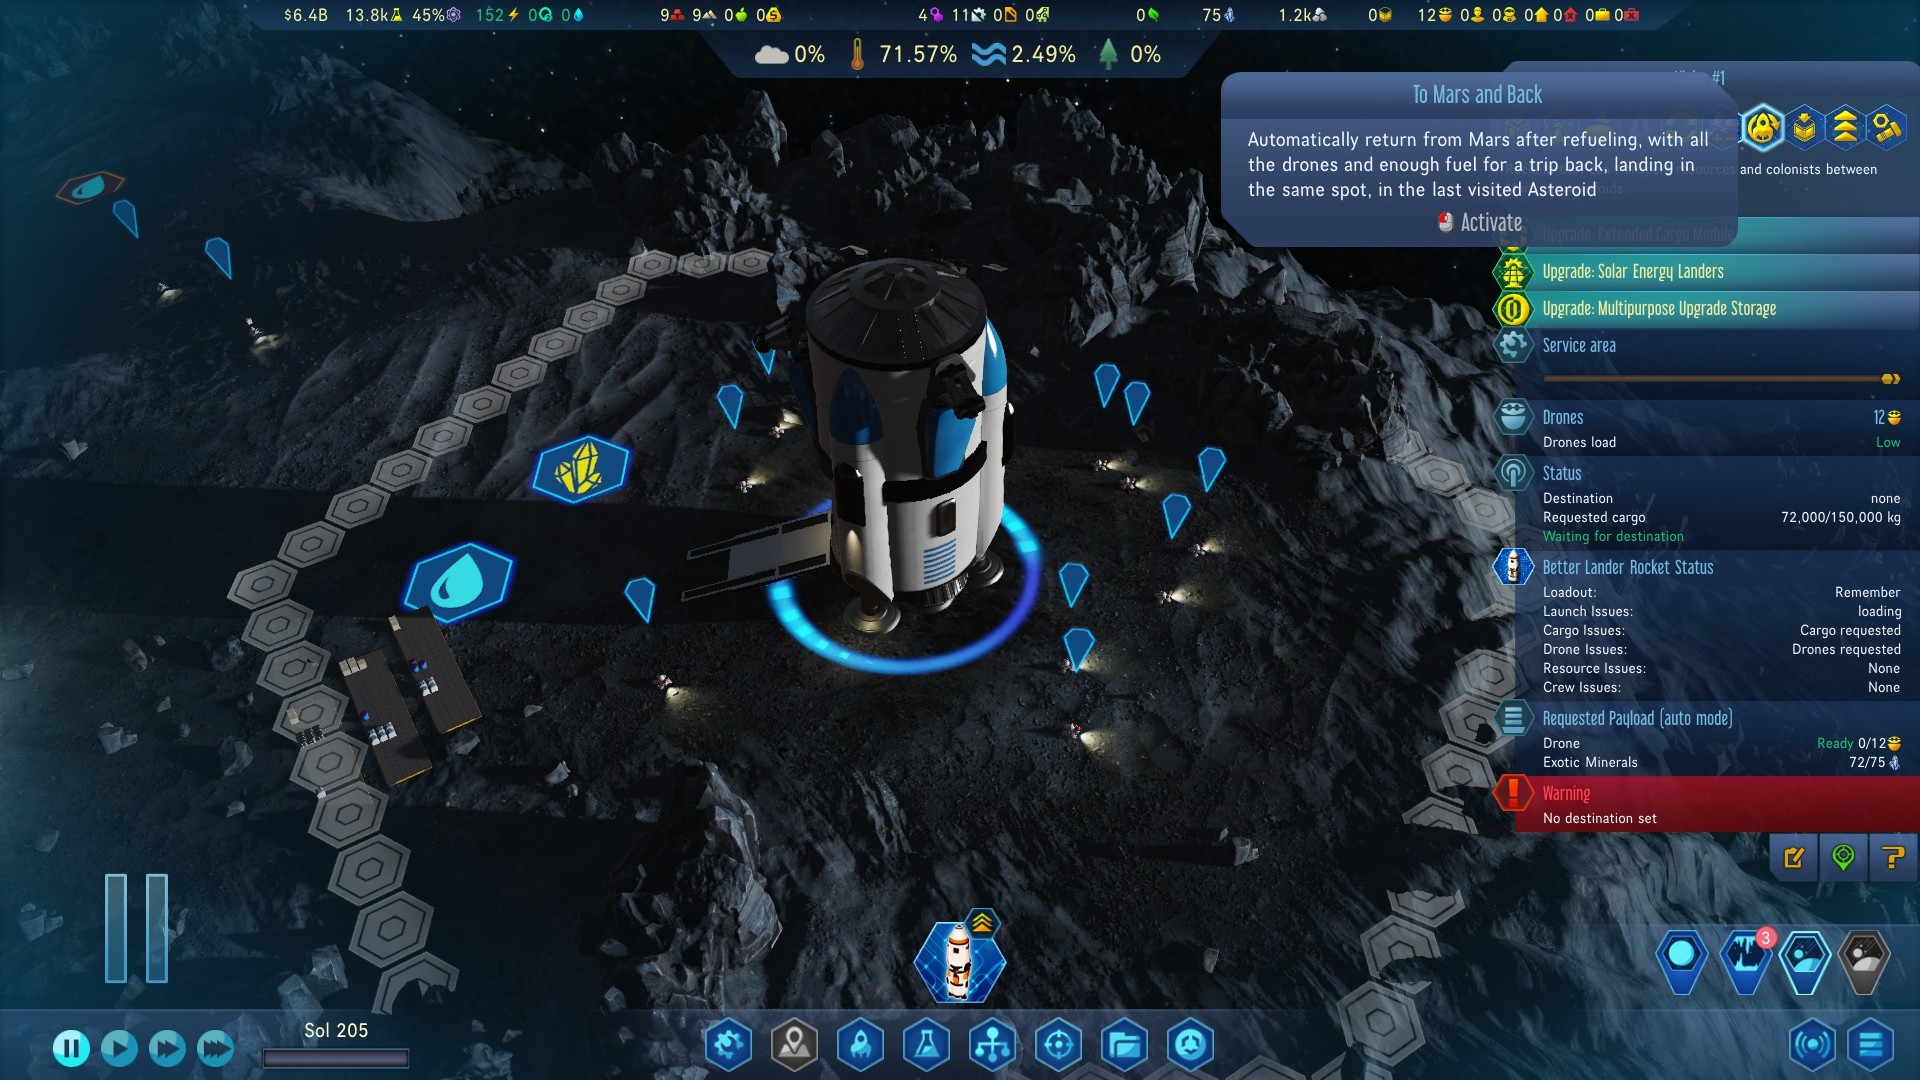 $6.4B 13.8k 45% 152 0 0 9 9 0 0 4 11 0 0 0 75 1.2k 0 12 0 0 0 0 0 0
0% 71.57% 2.49% 0%
#1
To Mars and Back
Automatically return from Mars after refueling, with all
the drones and enough fuel for a trip back, landing in
the same spot, in the last visited Asteroid
Activate
and colonists between
Upgrade: Extended Cargo Module
Upgrade: Solar Energy Landers
Upgrade: Multipurpose Upgrade Storage
Service area
Drones 12
Drones load Low
Status
Destination none
Requested cargo 72,000/150,000 kg
Waiting for destination
Better Lander Rocket Status
Loadout: Remember
Launch Issues: loading
Cargo Issues: Cargo requested
Drone Issues: Drones requested
Resource Issues: None
Crew Issues: None
Requested Payload (auto mode)
Drone Ready 0/12
Exotic Minerals 72/75
Warning
No destination set
3
Sol 205